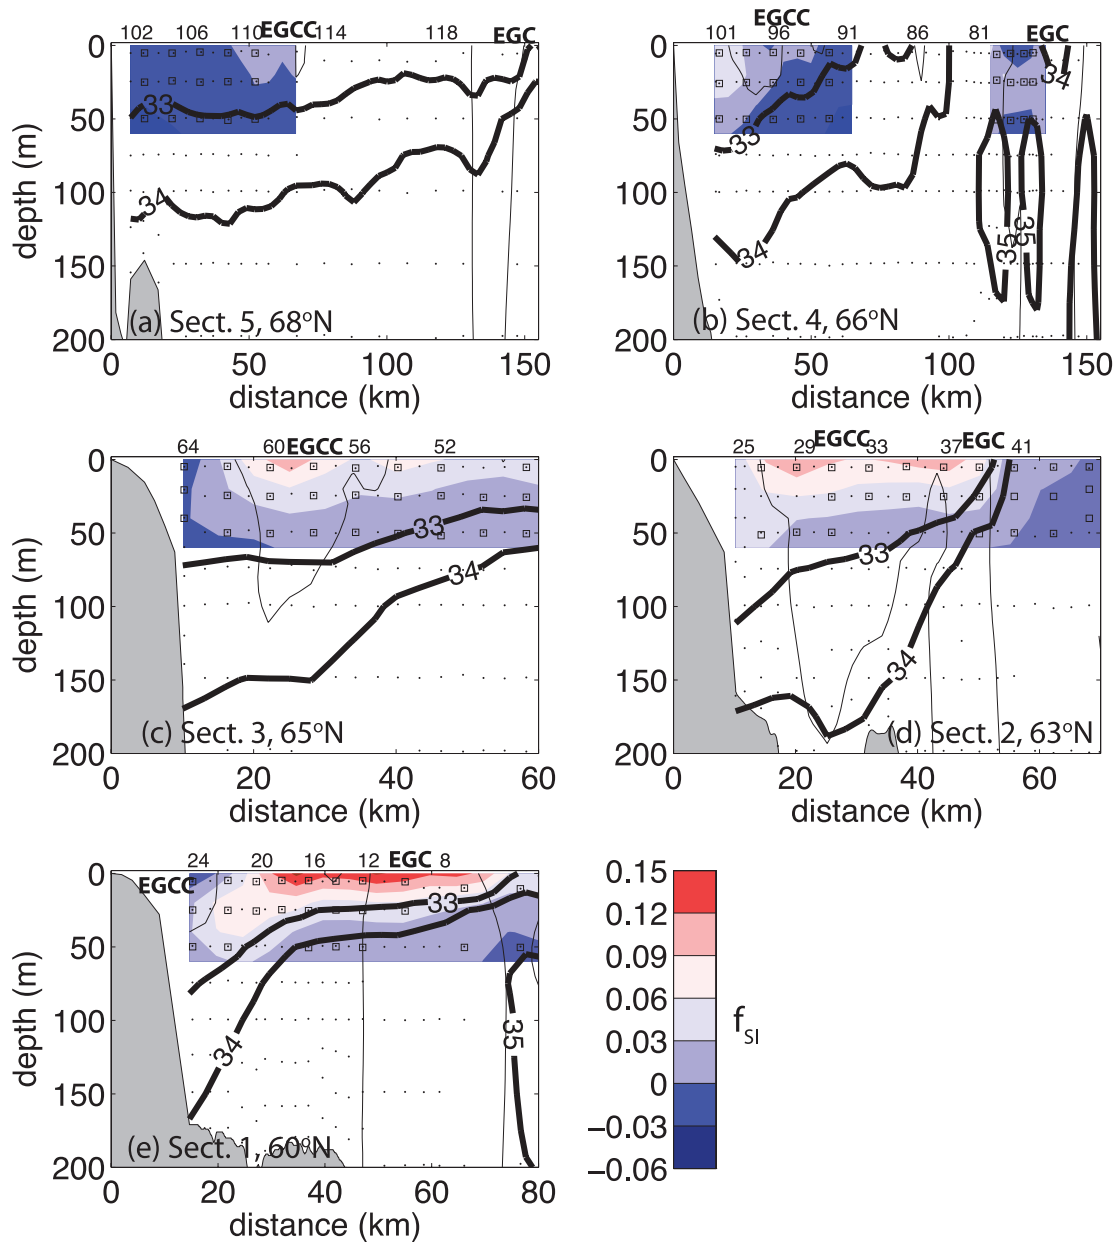 102 106 110 EGCC 114 118 EGC
0
50
100
150
200
depth (m)
33
34
(a) Sect. 5, 68°N
0 50 100 150
distance (km)
101 EGCC 96 91 86 81 EGC
0
50
100
150
200
33
34
34
35
35
(b) Sect. 4, 66°N
0 50 100 150
distance (km)
64 60 EGCC 56 52
0
50
100
150
200
depth (m)
33
34
(c) Sect. 3, 65°N
0 20 40 60
distance (km)
25 29 EGCC 33 37 EGC 41
0
50
100
150
200
33
34
(d) Sect. 2, 63°N
0 20 40 60
distance (km)
EGCC 24 20 16 12 EGC 8
0
50
100
150
200
depth (m)
33
34
35
(e) Sect. 1, 60°N
0 20 40 60 80
distance (km)
0.15
0.12
0.09
0.06
0.03
0
−0.03
−0.06
fSI